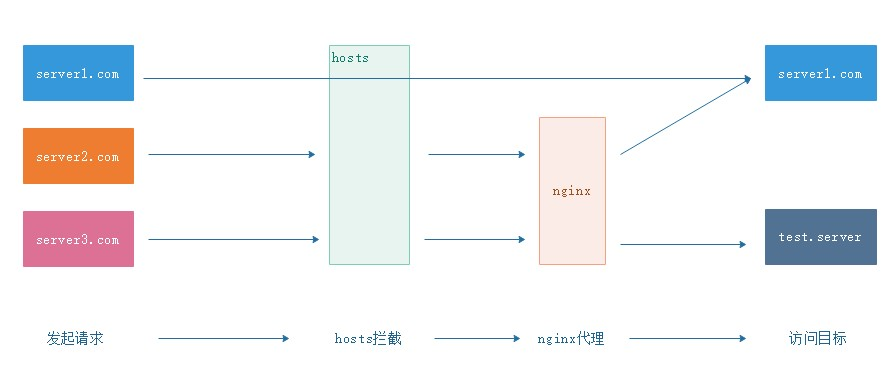 hosts
server1.com
server1.com
server2.com
nginx
server3.com
test.server
发起请求
hosts拦截
nginx代理
访问目标